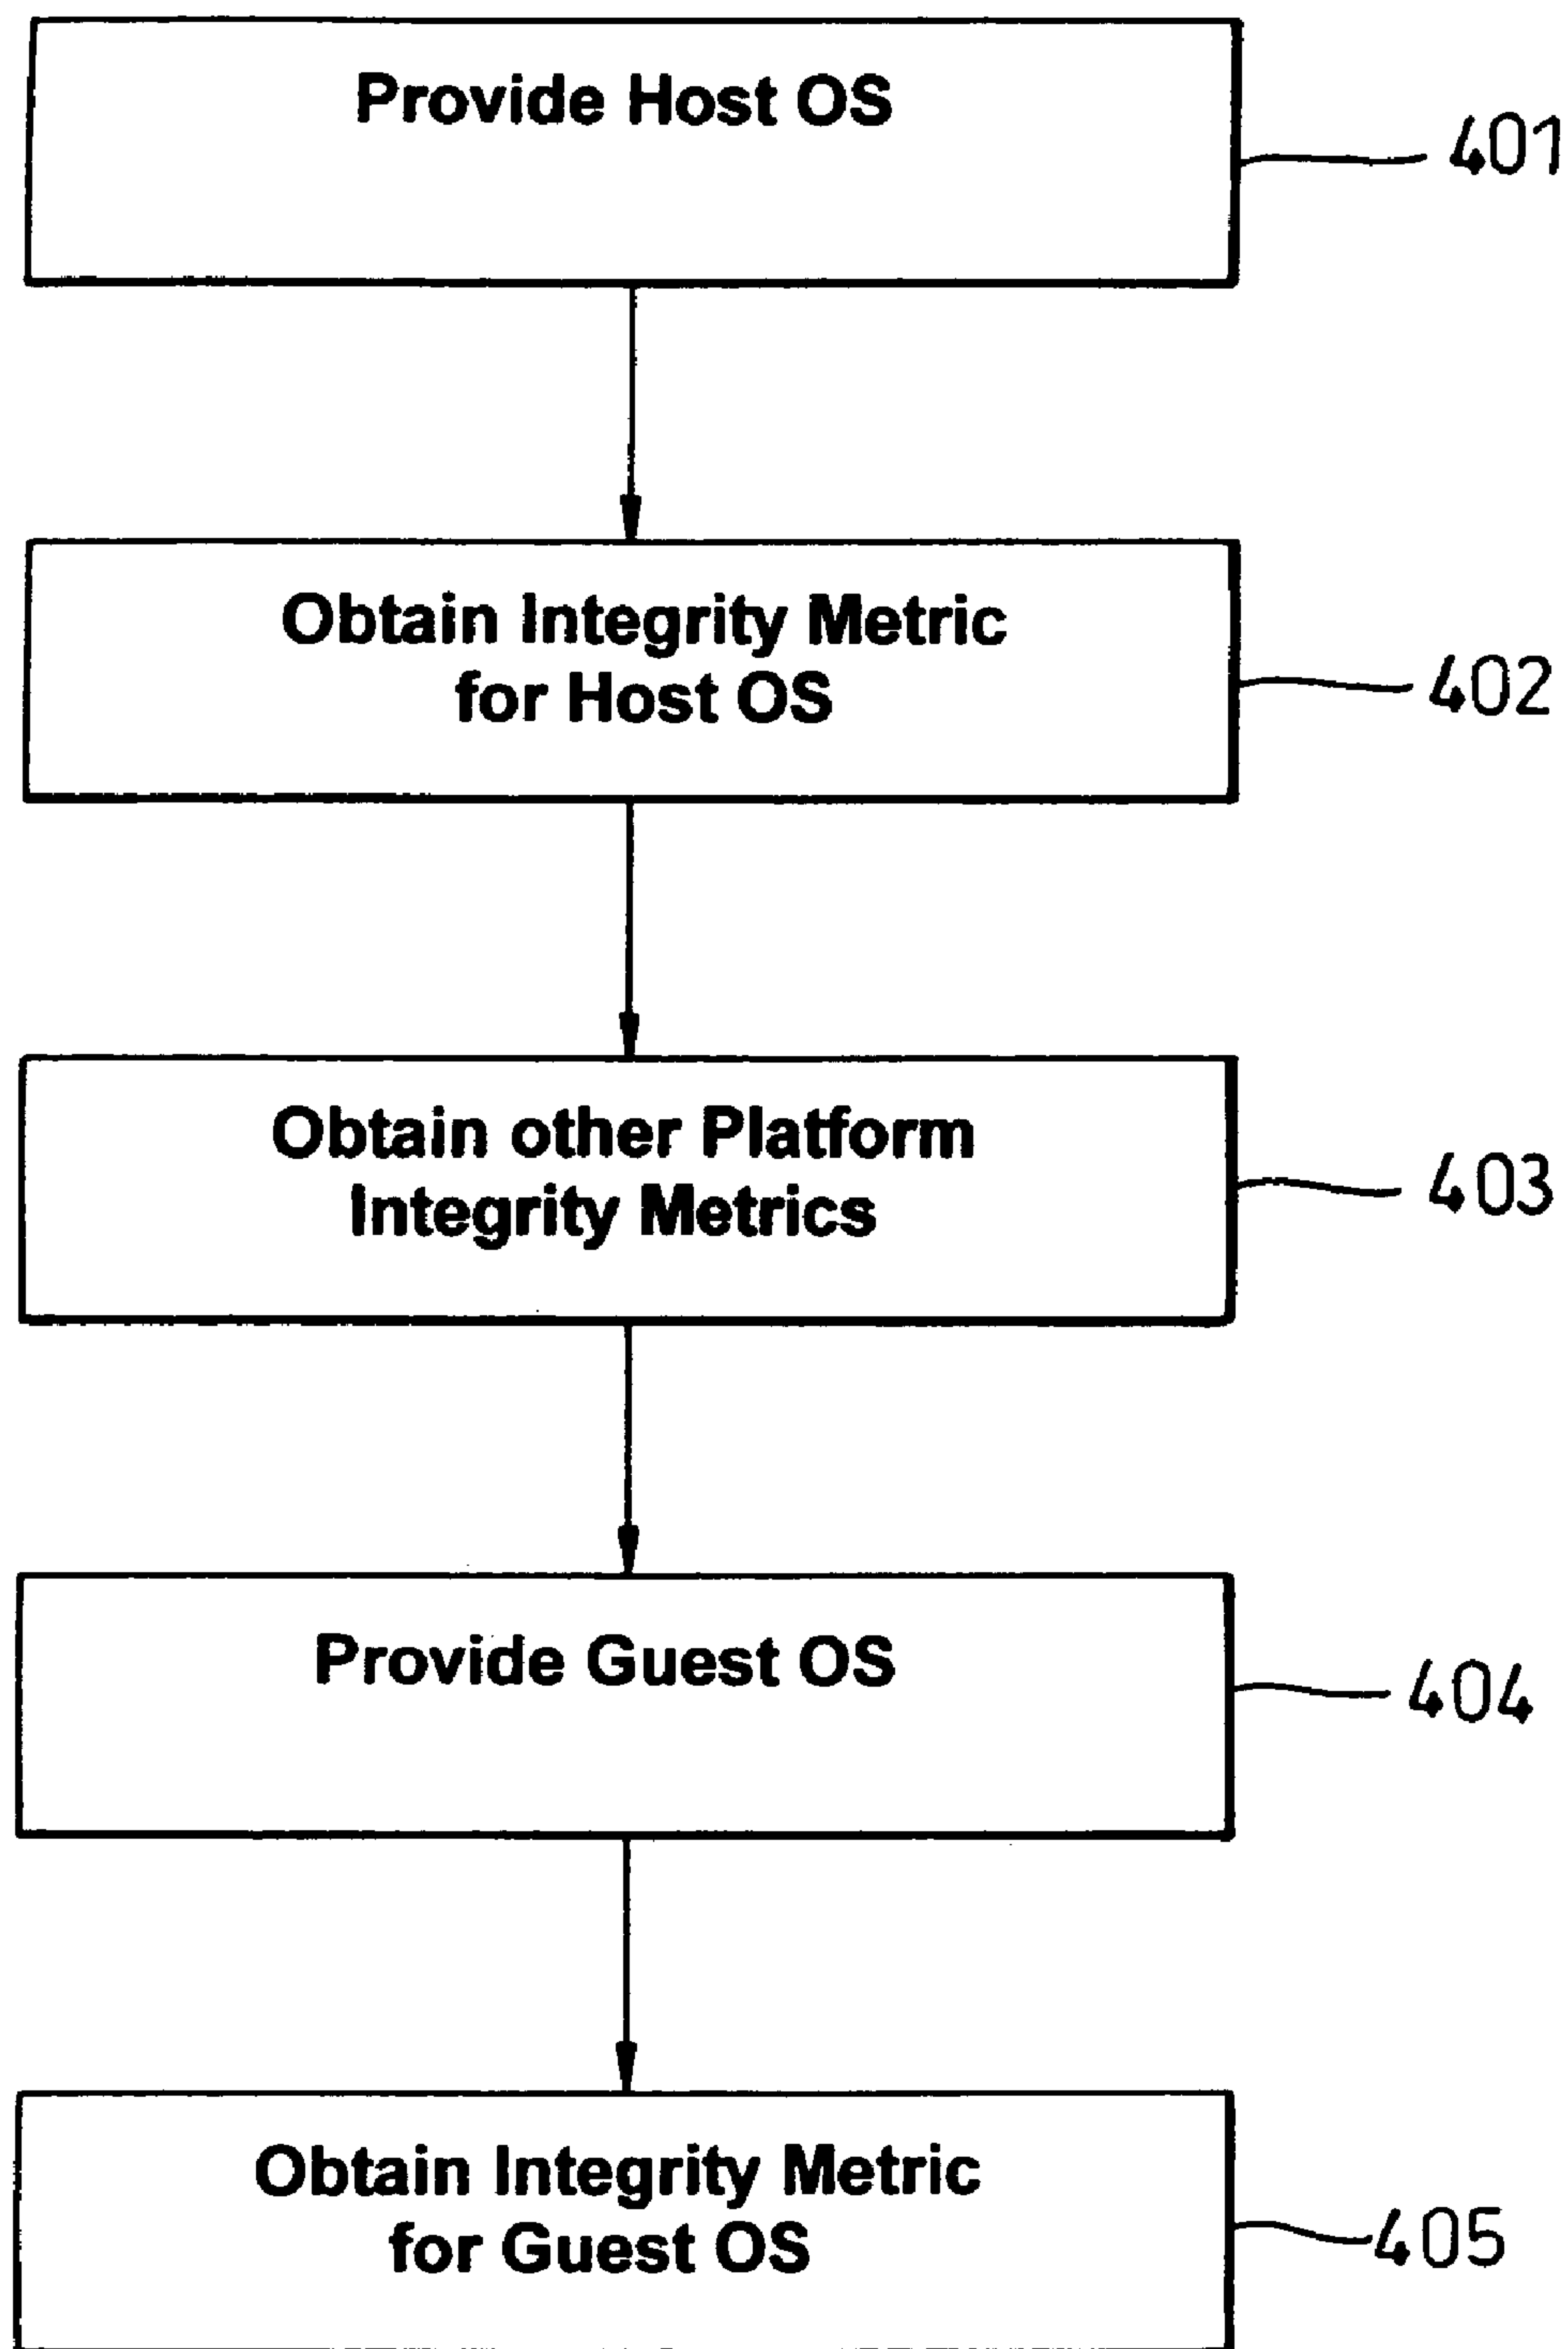 Provide Host OS
401
Obtain Integrity Metric
for Host OS
402
Obtain other Platform
Integrity Metrics
403
Provide Guest OS
404
Obtain Integrity Metric
for Guest OS
405